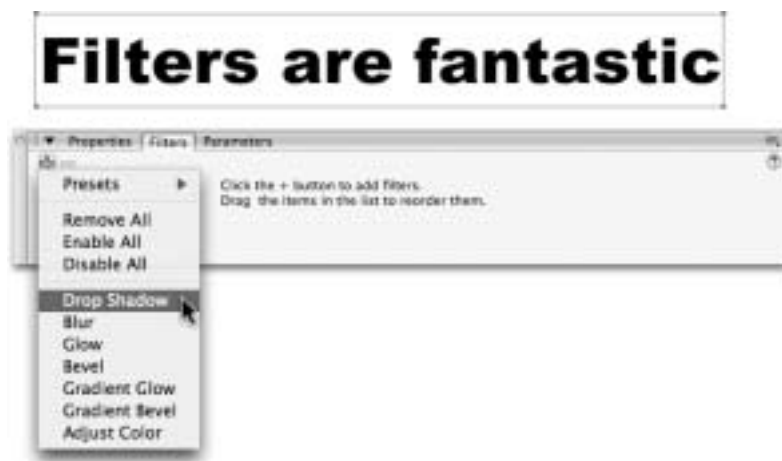 Filters are fantastic
Properties Filters Parameters
Presets
Click the + button to add filters.
Drag the items in the list to reorder them.
Remove All
Enable All
Disable All
Drop Shadow
Blur
Glow
Bevel
Gradient Glow
Gradient Bevel
Adjust Color